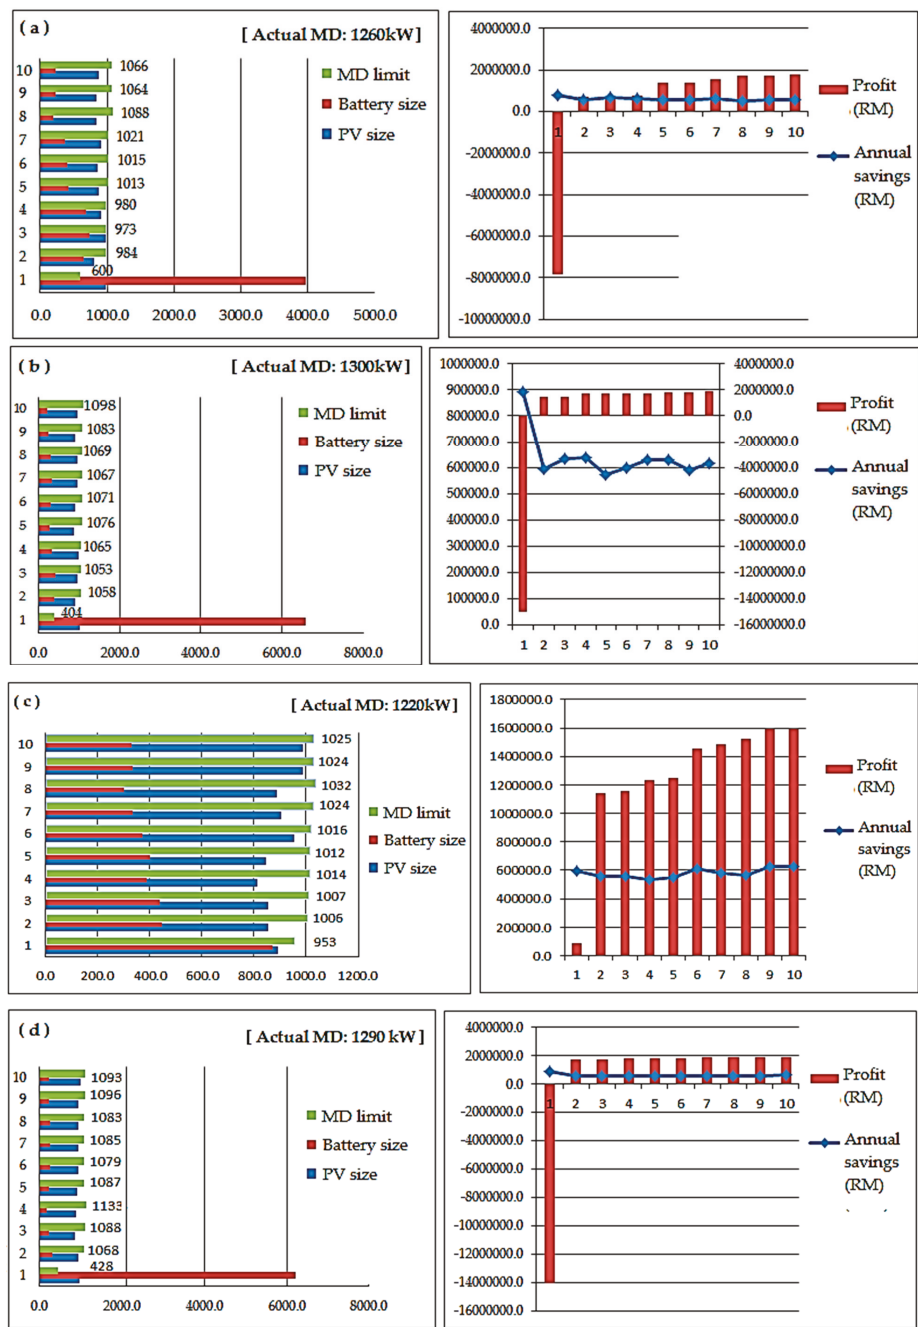 ( a )
[ Actual MD: 1260kW]
10
9
8
7
6
5
4
3
2
1
1066
1064
1088
1021
1015
1013
980
973
984
600
MD limit
Battery size
PV size
0.0 1000.0 2000.0 3000.0 4000.0 5000.0
4000000.0
2000000.0
0.0
-2000000.0
-4000000.0
-6000000.0
-8000000.0
-10000000.0
1 2 3 4 5 6 7 8 9 10
Profit
(RM)
Annual
savings
(RM)
( b )
[ Actual MD: 1300kW]
10
9
8
7
6
5
4
3
2
1
1098
1083
1069
1067
1071
1076
1065
1053
1058
404
MD limit
Battery size
PV size
0.0 2000.0 4000.0 6000.0 8000.0
1000000.0
900000.0
800000.0
700000.0
600000.0
500000.0
400000.0
300000.0
200000.0
100000.0
0.0
1 2 3 4 5 6 7 8 9 10
4000000.0
2000000.0
0.0
-2000000.0
-4000000.0
-6000000.0
-8000000.0
-10000000.0
-12000000.0
-14000000.0
-16000000.0
Profit
(RM)
Annual
savings
(RM)
( c )
[ Actual MD: 1220kW]
10
9
8
7
6
5
4
3
2
1
1025
1024
1032
1024
1016
1012
1014
1007
1006
953
MD limit
Battery size
PV size
0.0 200.0 400.0 600.0 800.0 1000.0 1200.0
1800000.0
1600000.0
1400000.0
1200000.0
1000000.0
800000.0
600000.0
400000.0
200000.0
0.0
1 2 3 4 5 6 7 8 9 10
Profit
(RM)
Annual
savings
(RM)
( d )
[ Actual MD: 1290 kW]
10
9
8
7
6
5
4
3
2
1
1093
1096
1083
1085
1079
1087
1133
1088
1068
428
MD limit
Battery size
PV size
0.0 2000.0 4000.0 6000.0 8000.0
4000000.0
2000000.0
0.0
-2000000.0
-4000000.0
-6000000.0
-8000000.0
-10000000.0
-12000000.0
-14000000.0
-16000000.0
1 2 3 4 5 6 7 8 9 10
Profit
(RM)
Annual
savings
(RM)